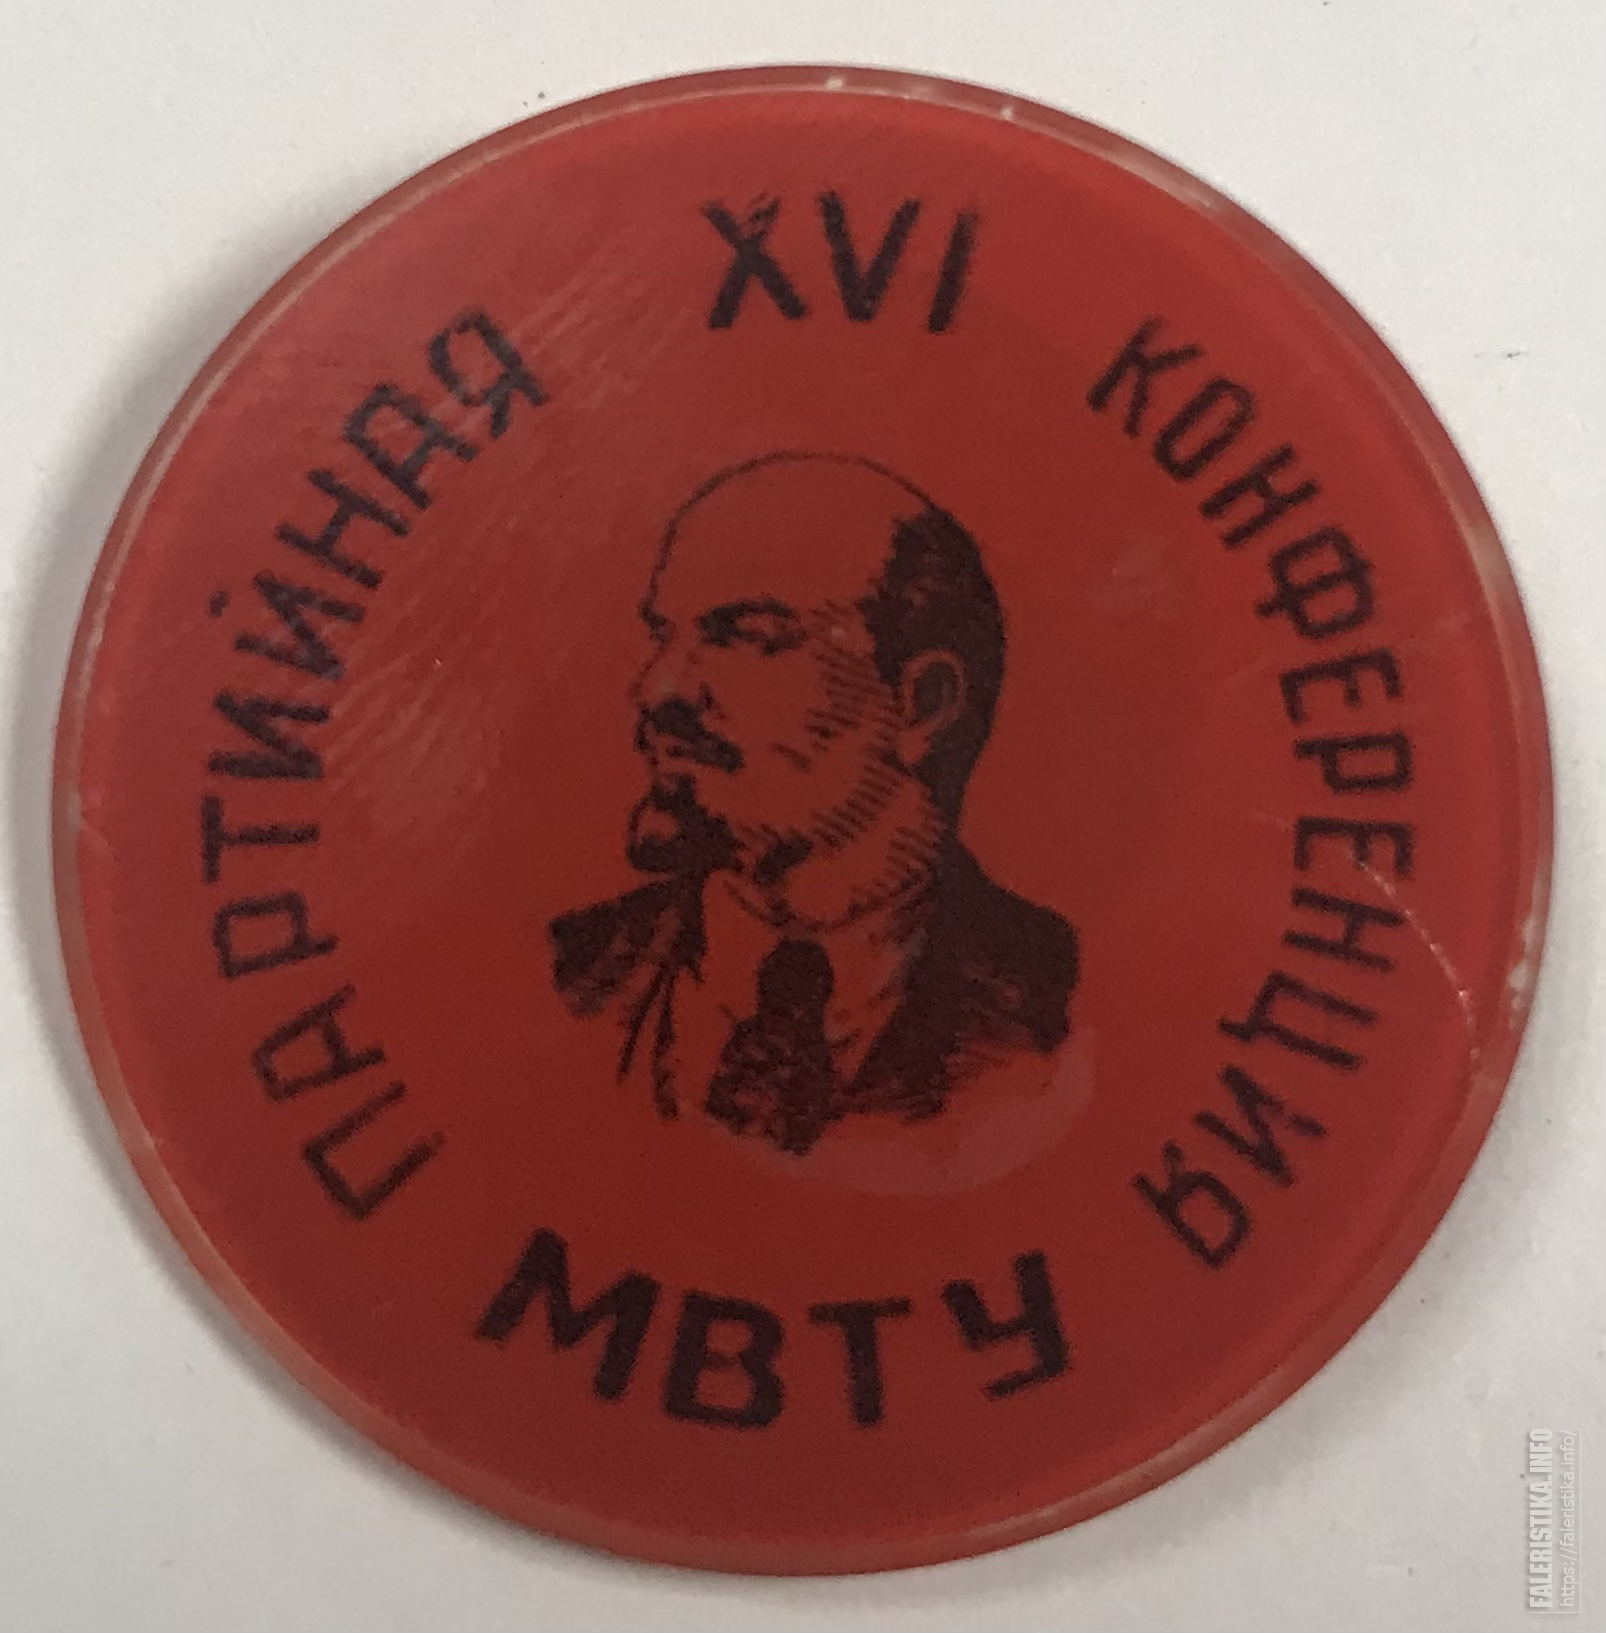 XVI
ПАРТИЙНАЯ
КОНФЕРЕНЦИЯ
МВТУ
FALERISTIKA.INFO
https://faleristika.info/